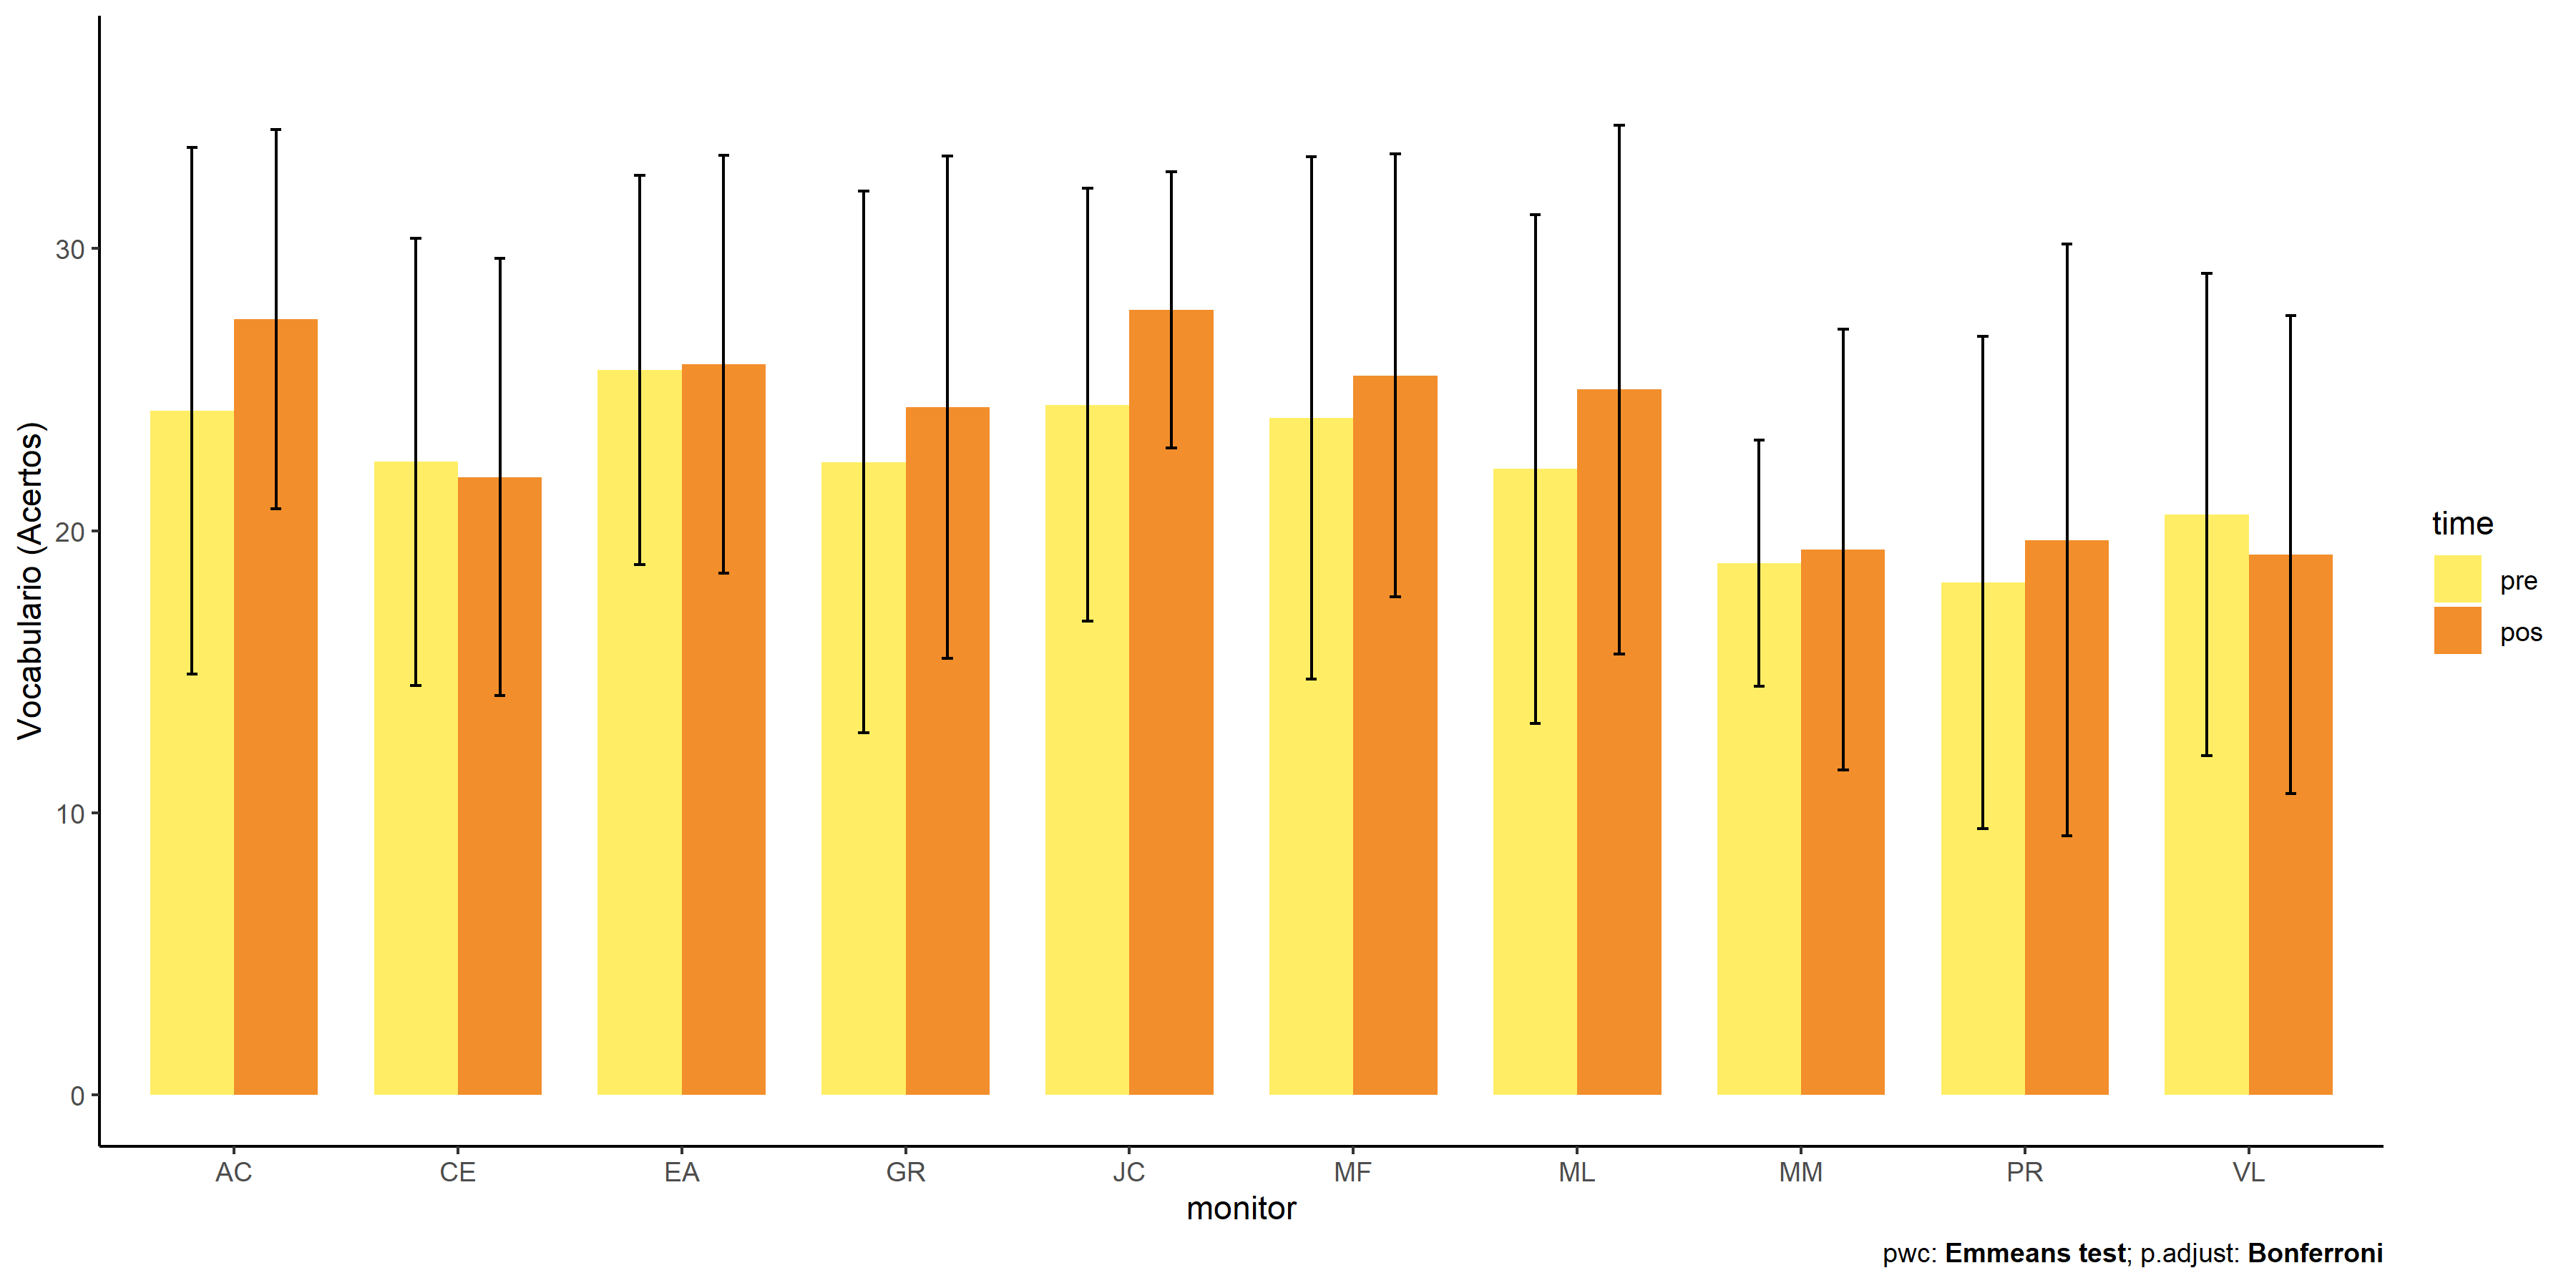 Vocabulario (Acertos)
30
20
10
0
AC CE EA GR JC MF ML MM PR VL
monitor
time
pre
pos
pwc: Emmeans test; p.adjust: Bonferroni